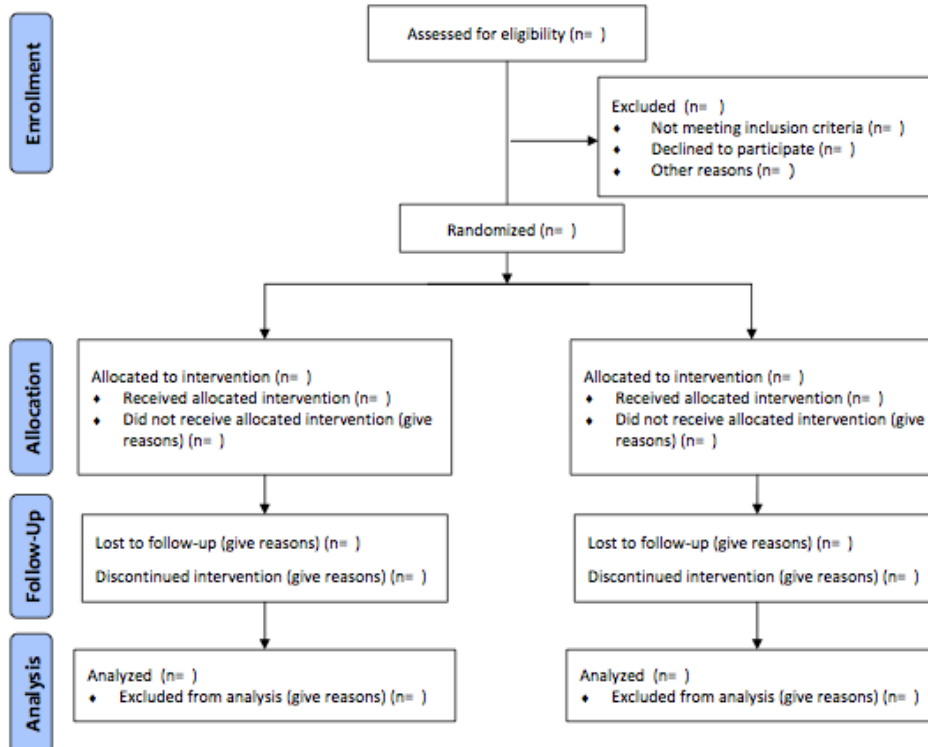 Enrollment
Assessed for eligibility (n= )
Excluded (n= )
♦ Not meeting inclusion criteria (n= )
♦ Declined to participate (n= )
♦ Other reasons (n= )
Randomized (n= )
Allocation
Allocated to intervention (n= )
♦ Received allocated intervention (n= )
♦ Did not receive allocated intervention (give
reasons) (n= )
Allocated to intervention (n= )
♦ Received allocated intervention (n= )
♦ Did not receive allocated intervention (give
reasons) (n= )
Follow-Up
Lost to follow-up (give reasons) (n= )
Discontinued intervention (give reasons) (n= )
Lost to follow-up (give reasons) (n= )
Discontinued intervention (give reasons) (n= )
Analysis
Analyzed (n= )
♦ Excluded from analysis (give reasons) (n= )
Analyzed (n= )
♦ Excluded from analysis (give reasons) (n= )